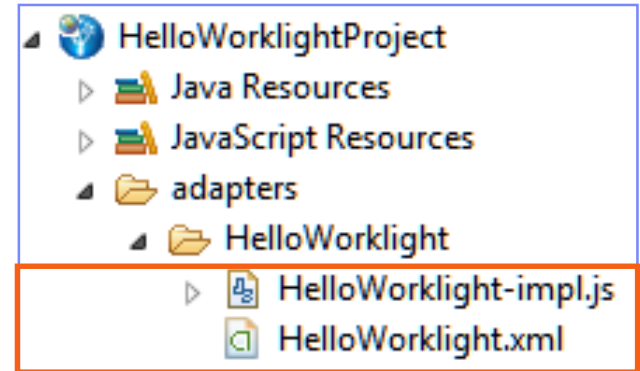 HelloWorklightProject
Java Resources
JavaScript Resources
adapters
HelloWorklight
HelloWorklight-impl.js
HelloWorklight.xml